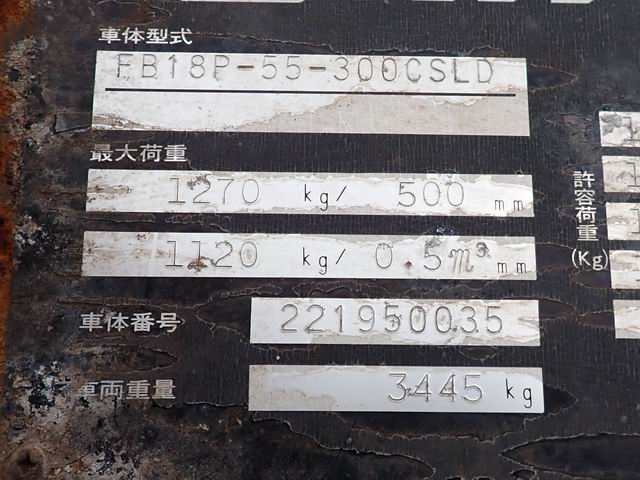 車体型式
FB18P-55-300CSLD
最大荷重
1270 kg/ 500 mm
1120 kg/ 0.5m³ mm
許容荷重
(Kg)
車体番号 221950035
車両重量 3445 kg